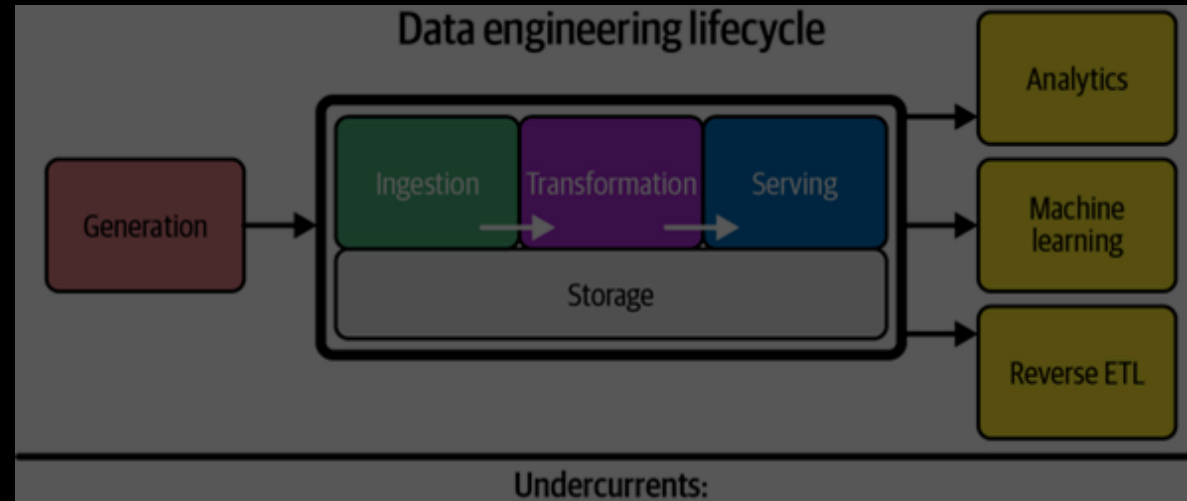 Data engineering lifecycle
Generation
Ingestion
Transformation
Serving
Storage
Analytics
Machine
learning
Reverse ETL
Undercurrents: